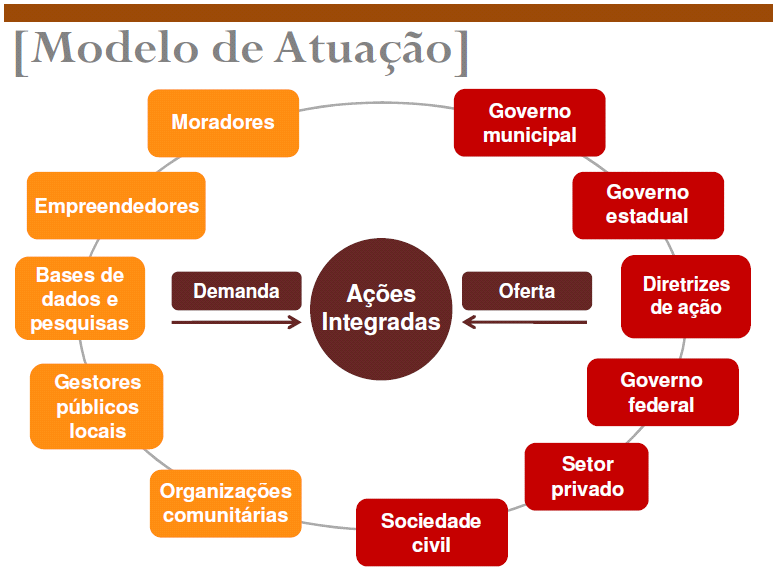 [Modelo de Atuação]
Moradores
Empreendedores
Bases de
dados e
pesquisas
Gestores
públicos
locais
Organizações
comunitárias
Demanda
Ações
Integradas
Oferta
Governo
municipal
Governo
estadual
Diretrizes
de ação
Governo
federal
Setor
privado
Sociedade
civil